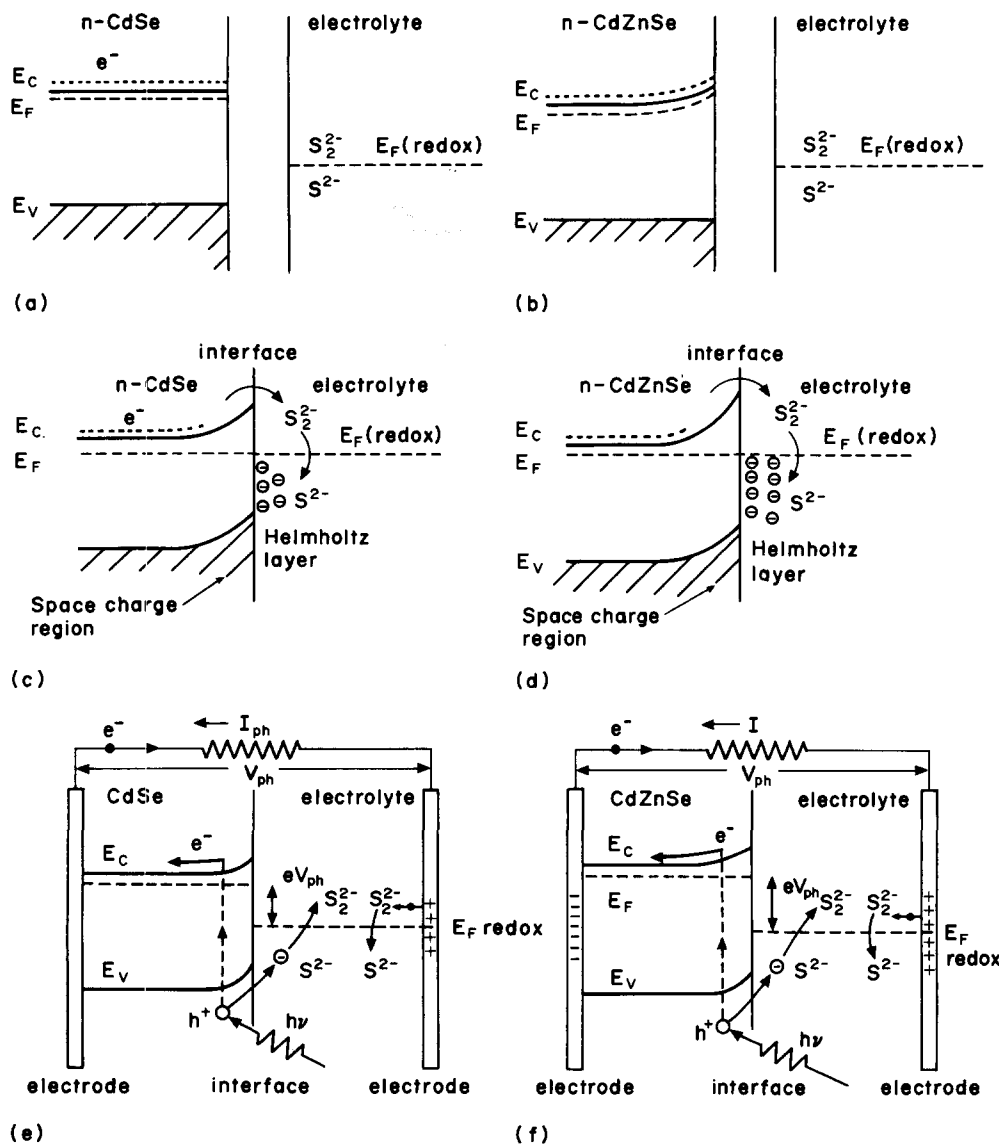 n-CdSe electrolyte
E_C e⁻
E_F
S₂²⁻ E_F(redox)
S²⁻
E_V
(a)
n-CdZnSe electrolyte
E_C
E_F
S₂²⁻ E_F(redox)
S²⁻
E_V
(b)
interface
n-CdSe electrolyte
E_C. e⁻ S₂²⁻
E_F E_F(redox)
⊖ ⊖ ⊖ ⊖ ⊖ S²⁻
Helmholtz
layer
Space charge
region
(c)
interface
n-CdZnSe electrolyte
E_C S₂²⁻
E_F E_F(redox)
⊖ ⊖ ⊖ ⊖ ⊖ ⊖ ⊖ ⊖ S²⁻
E_V Helmholtz
layer
Space charge
region
(d)
e⁻ I_ph
V_ph
CdSe electrolyte
E_C e⁻
eV_ph S₂²⁻ S₂²⁻ +
E_F redox
E_V ⊖ S²⁻ S²⁻
h⁺ hν
electrode interface electrode
(e)
e⁻ I
V_ph
CdZnSe electrolyte
E_C e⁻
E_F eV_ph S₂²⁻ S₂²⁻ +
E_F
redox
E_V ⊖ S²⁻ S²⁻
h⁺ hν
electrode interface electrode
(f)